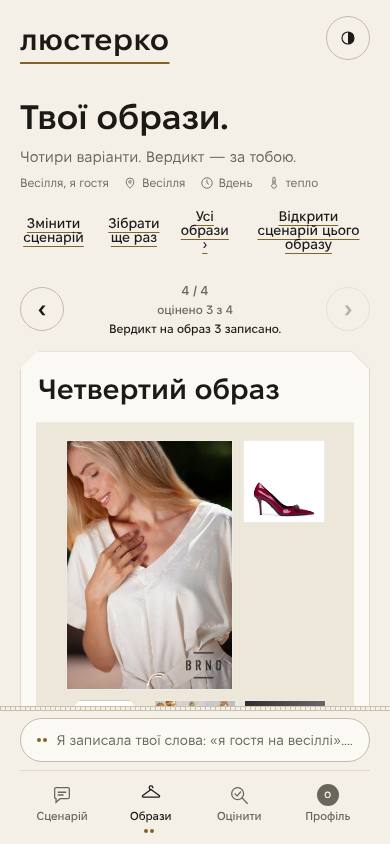 люстерко
Твої образи.
Чотири варіанти. Вердикт — за тобою.
Весілля, я гостя Весілля Вдень тепло
Змінити
сценарій
Зібрати
ще раз
Усі
образи
›
Відкрити
сценарій цього
образу
‹
4 / 4
оцінено 3 з 4
Вердикт на образ 3 записано.
›
Четвертий образ
BRND
Я записала твої слова: «я гостя на весіллі»....
Сценарій Образи Оцінити О Профіль